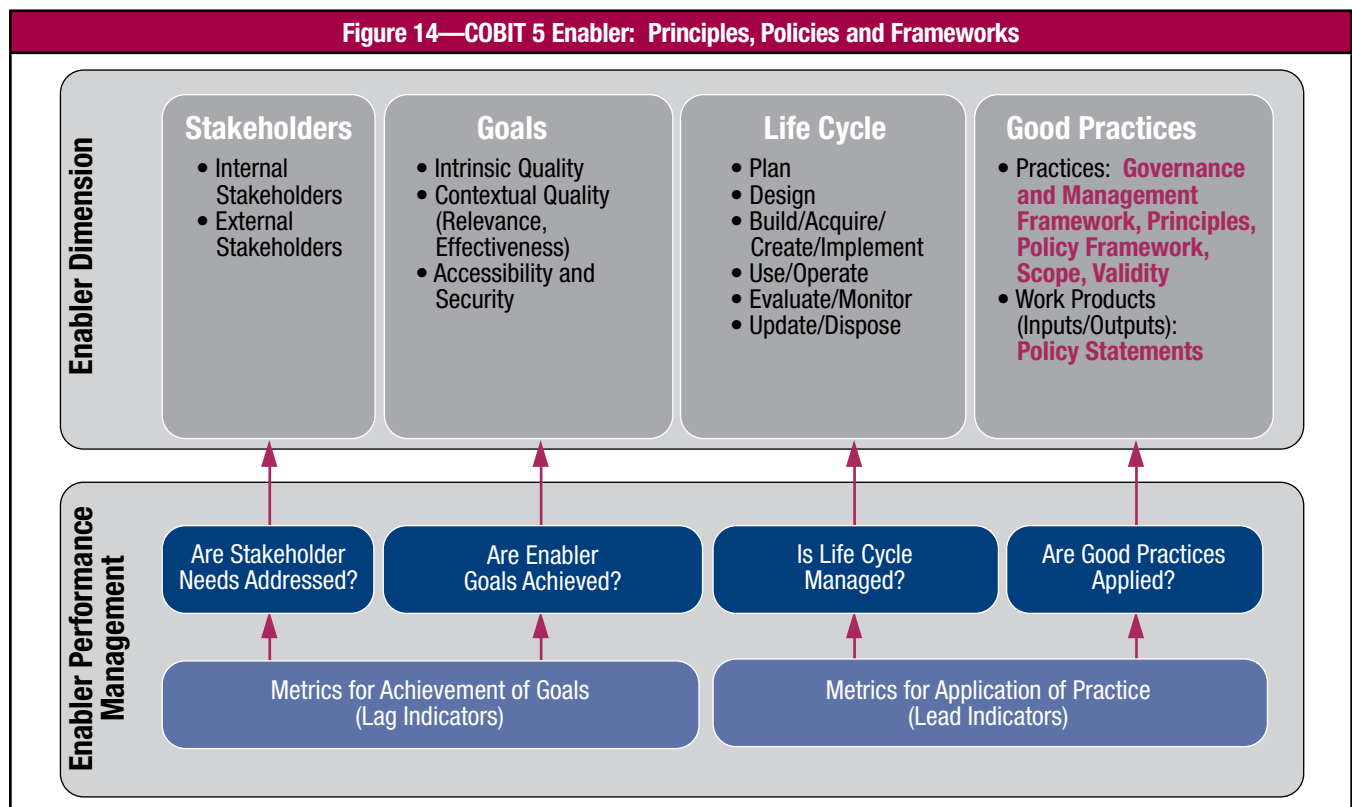 Figure 14—COBIT 5 Enabler: Principles, Policies and Frameworks
Enabler Dimension
Stakeholders
• Internal
Stakeholders
• External
Stakeholders
Goals
• Intrinsic Quality
• Contextual Quality
(Relevance,
Effectiveness)
• Accessibility and
Security
Life Cycle
• Plan
• Design
• Build/Acquire/
Create/Implement
• Use/Operate
• Evaluate/Monitor
• Update/Dispose
Good Practices
• Practices: Governance
and Management
Framework, Principles,
Policy Framework,
Scope, Validity
• Work Products
(Inputs/Outputs):
Policy Statements
Enabler Performance
Management
Are Stakeholder
Needs Addressed?
Are Enabler
Goals Achieved?
Is Life Cycle
Managed?
Are Good Practices
Applied?
Metrics for Achievement of Goals
(Lag Indicators)
Metrics for Application of Practice
(Lead Indicators)